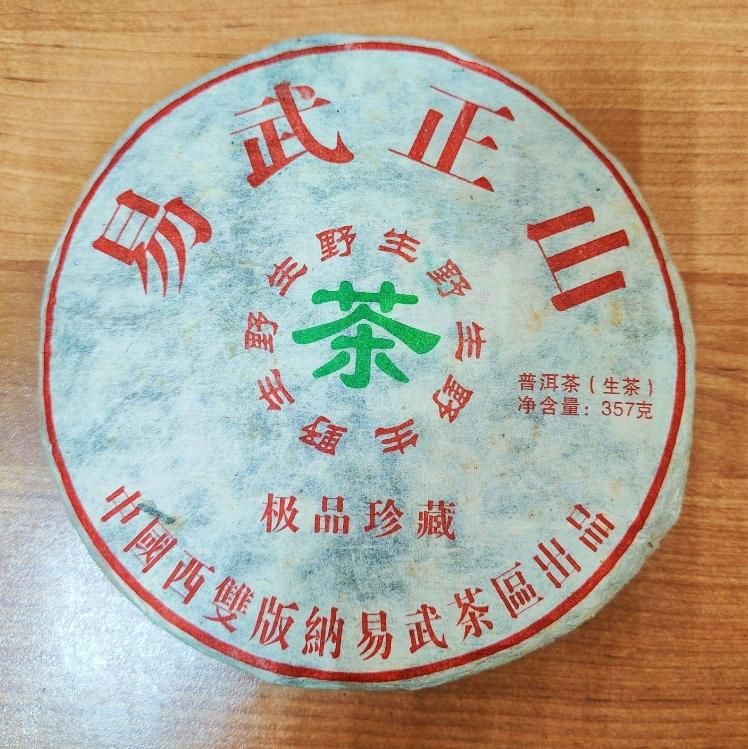 易武正山
野生野生野生野生野生
茶
普洱茶（生茶）
净含量：357克
极品珍藏
中國西雙版納易武茶區出品